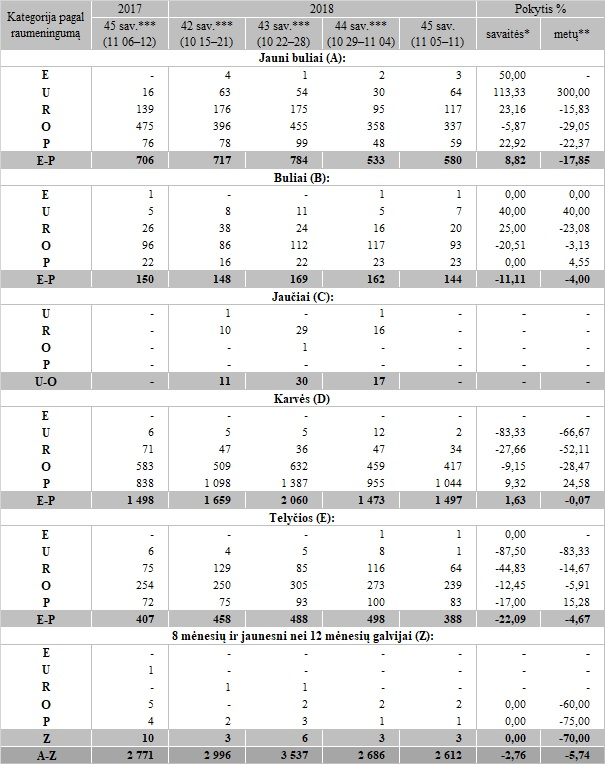 Kategorija pagal raumeningumą 2017 2018 Pokytis %
45 sav.*** (11 06–12) 42 sav.*** (10 15–21) 43 sav.*** (10 22–28) 44 sav.*** (10 29–11 04) 45 sav. (11 05–11) savaitės* metų**
Jauni buliai (A):
E - 4 1 2 3 50,00 -
U 16 63 54 30 64 113,33 300,00
R 139 176 175 95 117 23,16 -15,83
O 475 396 455 358 337 -5,87 -29,05
P 76 78 99 48 59 22,92 -22,37
E-P 706 717 784 533 580 8,82 -17,85
Buliai (B):
E 1 - - 1 1 0,00 0,00
U 5 8 11 5 7 40,00 40,00
R 26 38 24 16 20 25,00 -23,08
O 96 86 112 117 93 -20,51 -3,13
P 22 16 22 23 23 0,00 4,55
E-P 150 148 169 162 144 -11,11 -4,00
Jaučiai (C):
U - 1 - 1 - - -
R - 10 29 16 - - -
O - - 1 - - - -
P - - - - - - -
U-O - 11 30 17 - - -
Karvės (D)
E - - - - - - -
U 6 5 5 12 2 -83,33 -66,67
R 71 47 36 47 34 -27,66 -52,11
O 583 509 632 459 417 -9,15 -28,47
P 838 1 098 1 387 955 1 044 9,32 24,58
E-P 1 498 1 659 2 060 1 473 1 497 1,63 -0,07
Telyčios (E):
E - - - 1 1 0,00 -
U 6 4 5 8 1 -87,50 -83,33
R 75 129 85 116 64 -44,83 -14,67
O 254 250 305 273 239 -12,45 -5,91
P 72 75 93 100 83 -17,00 15,28
E-P 407 458 488 498 388 -22,09 -4,67
8 mėnesių ir jaunesni nei 12 mėnesių galvijai (Z):
E - - - - - - -
U 1 - - - - - -
R - 1 1 - - - -
O 5 - 2 2 2 0,00 -60,00
P 4 2 3 1 1 0,00 -75,00
Z 10 3 6 3 3 0,00 -70,00
A-Z 2 771 2 996 3 537 2 686 2 612 -2,76 -5,74